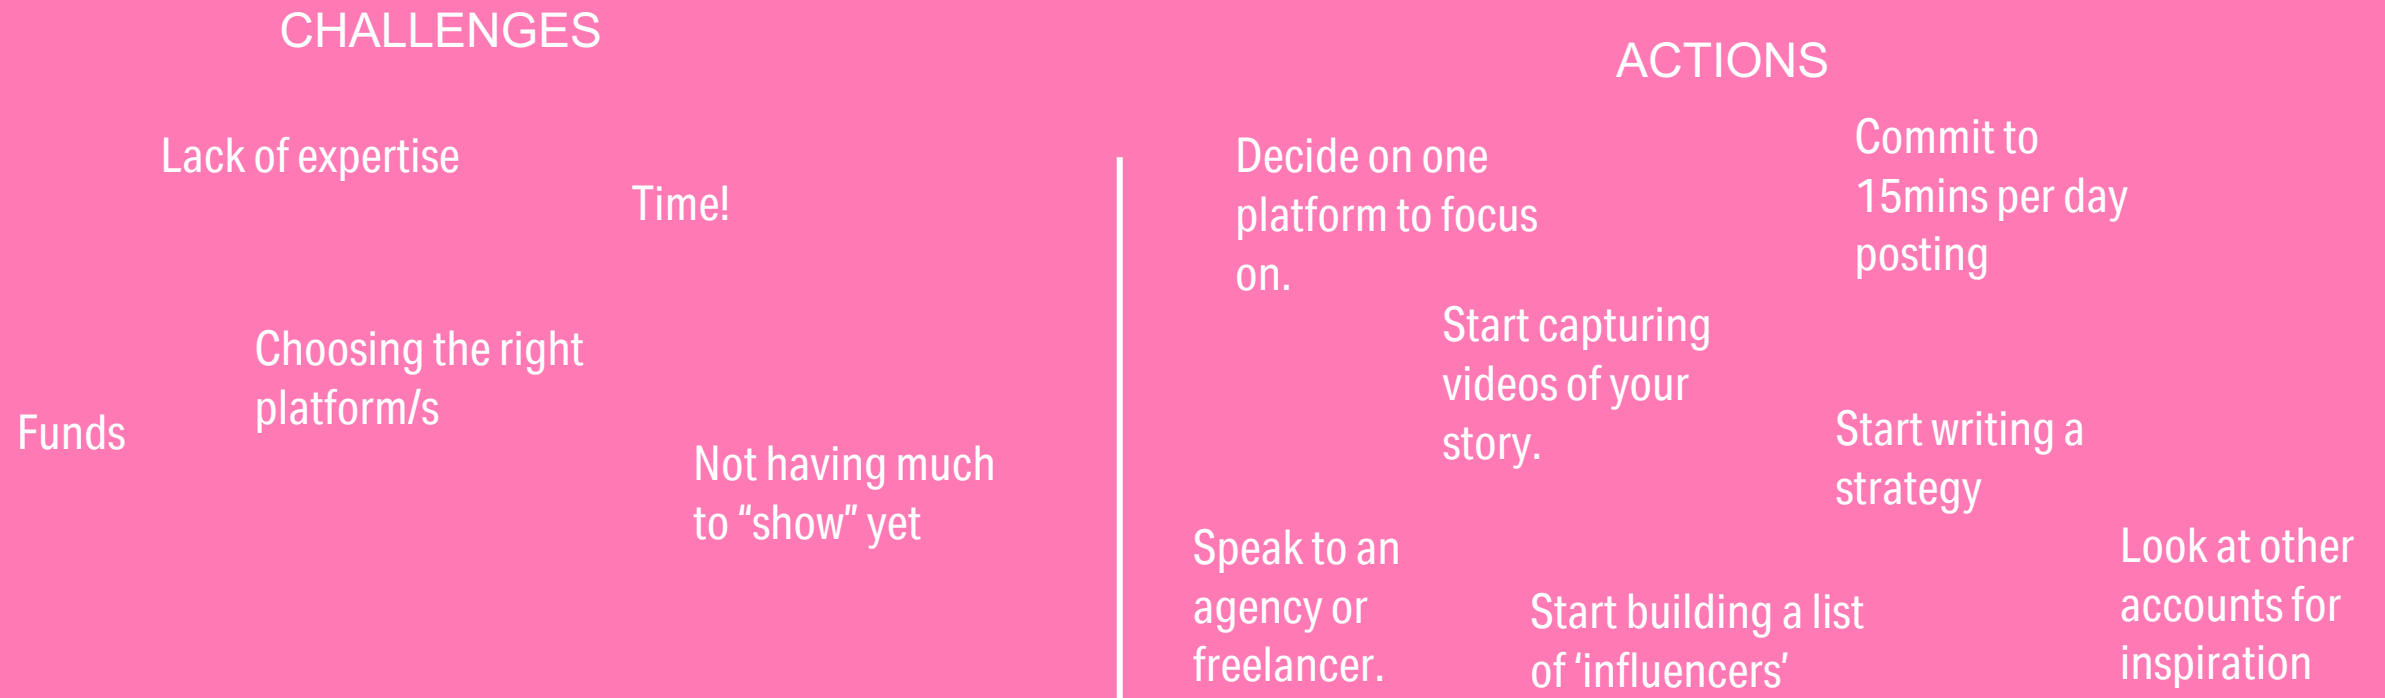 CHALLENGES
Lack of expertise
Time!
Choosing the right
platform/s
Funds
Not having much
to “show” yet
ACTIONS
Decide on one
platform to focus
on.
Commit to
15mins per day
posting
Start capturing
videos of your
story.
Start writing a
strategy
Speak to an
agency or
freelancer.
Start building a list
of ‘influencers’
Look at other
accounts for
inspiration